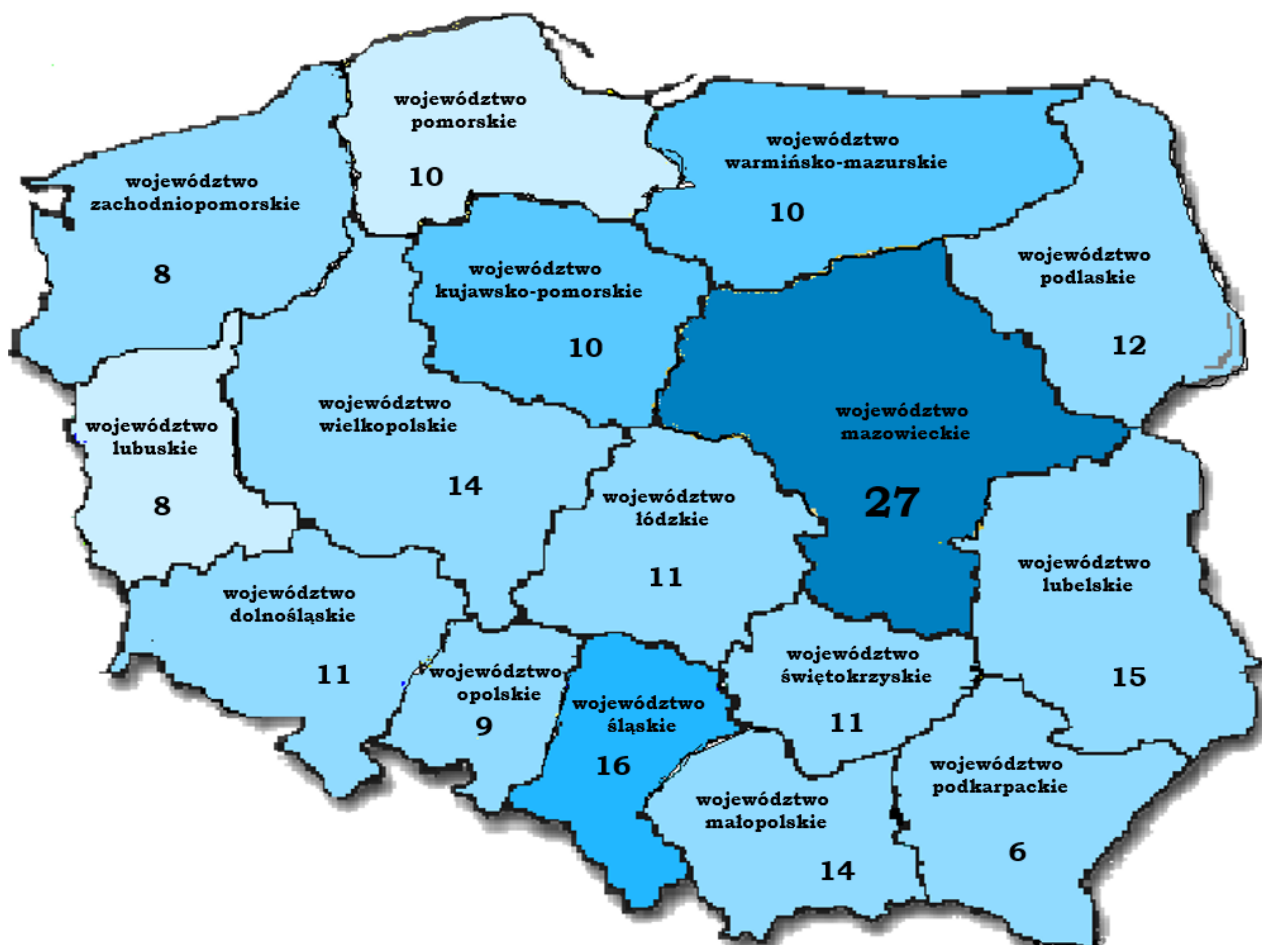 województwo
pomorskie
10
województwo
warmińsko-mazurskie
10
województwo
zachodniopomorskie
8
województwo
kujawsko-pomorskie
10
województwo
podlaskie
12
województwo
lubuskie
8
województwo
wielkopolskie
14
województwo
mazowieckie
27
województwo
łódzkie
11
województwo
lubelskie
15
województwo
dolnośląskie
11
województwo
opolskie
9
województwo
śląskie
16
województwo
świętokrzyskie
11
województwo
małopolskie
14
województwo
podkarpackie
6